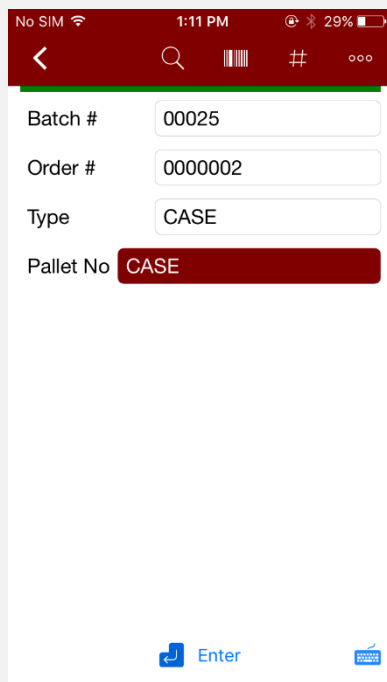 No SIM 1:11 PM 29%
#
Batch # 00025
Order # 0000002
Type CASE
Pallet No CASE
Enter